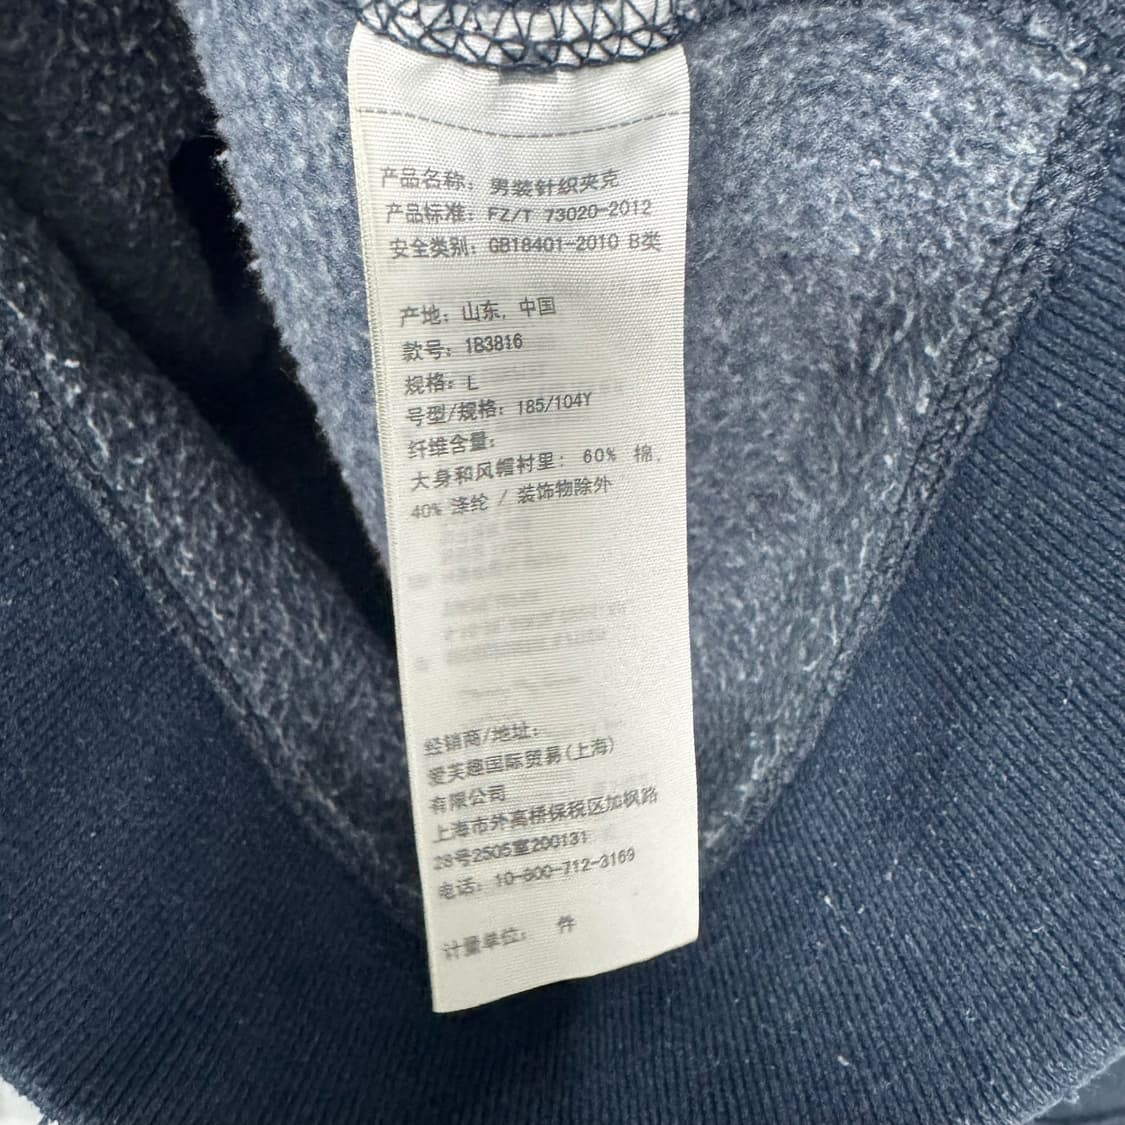 产品名称: 男装针织夹克
产品标准: FZ/T 73020-2012
安全类别: GB18401-2010 B类
产地: 山东, 中国
款号: 1B3816
规格: L
号型/规格: 185/104Y
纤维含量:
大身和风帽衬里: 60% 棉,
40% 涤纶 / 装饰物除外
经销商/地址:
爱芙趣国际贸易(上海)
有限公司
上海市外高桥保税区加枫路
28号2505室200131
电话: 10-800-712-3169
计量单位: 件